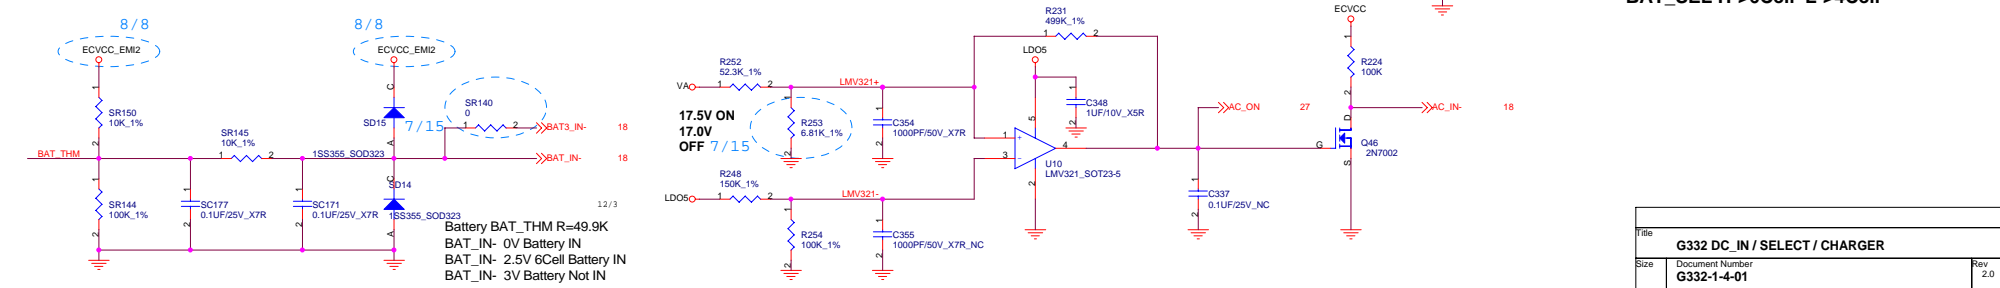 BAT_SEL H->6Cell L->4Cell
8/8
ECVCC_EMI2
8/8
ECVCC_EMI2
SR150
10K_1%
SR145
10K_1%
BAT_THM
SR144
100K_1%
SC177
0.1UF/25V_X7R
SC171
0.1UF/25V_X7R
SD15
1SS355_SOD323
SD14
1SS355_SOD323
SR140
0
7/15
BAT3_IN- 18
BAT_IN- 18
12/3
Battery BAT_THM R=49.9K
BAT_IN- 0V Battery IN
BAT_IN- 2.5V 6Cell Battery IN
BAT_IN- 3V Battery Not IN
R231
499K_1%
LDO5
R252
52.3K_1%
VA
LMV321+
17.5V ON
17.0V
OFF 7/15
R253
6.81K_1%
C354
1000PF/50V_X7R
C348
1UF/10V_X5R
U10
LMV321_SOT23-5
R248
150K_1%
LDO5
LMV321-
R254
100K_1%
C355
1000PF/50V_X7R_NC
AC_ON 27
C337
0.1UF/25V_NC
ECVCC
R224
100K
AC_IN- 18
Q46
2N7002
Title
G332 DC_IN / SELECT / CHARGER
Size Document Number Rev
G332-1-4-01 2.0